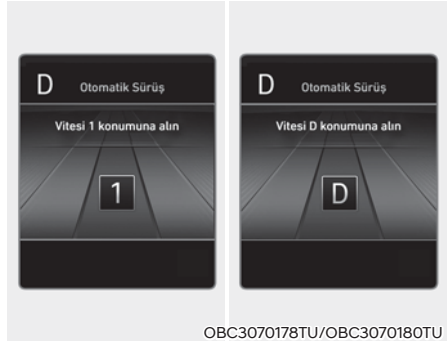 D Otomatik Sürüş
Vitesi 1 konumuna alın
1
D Otomatik Sürüş
Vitesi D konumuna alın
D
OBC3070178TU/OBC3070180TU